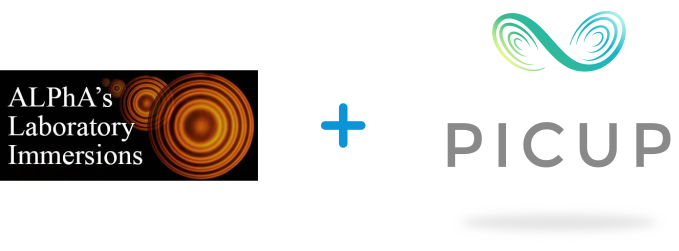 ALPhA's
Laboratory
Immersions
+
PICUP